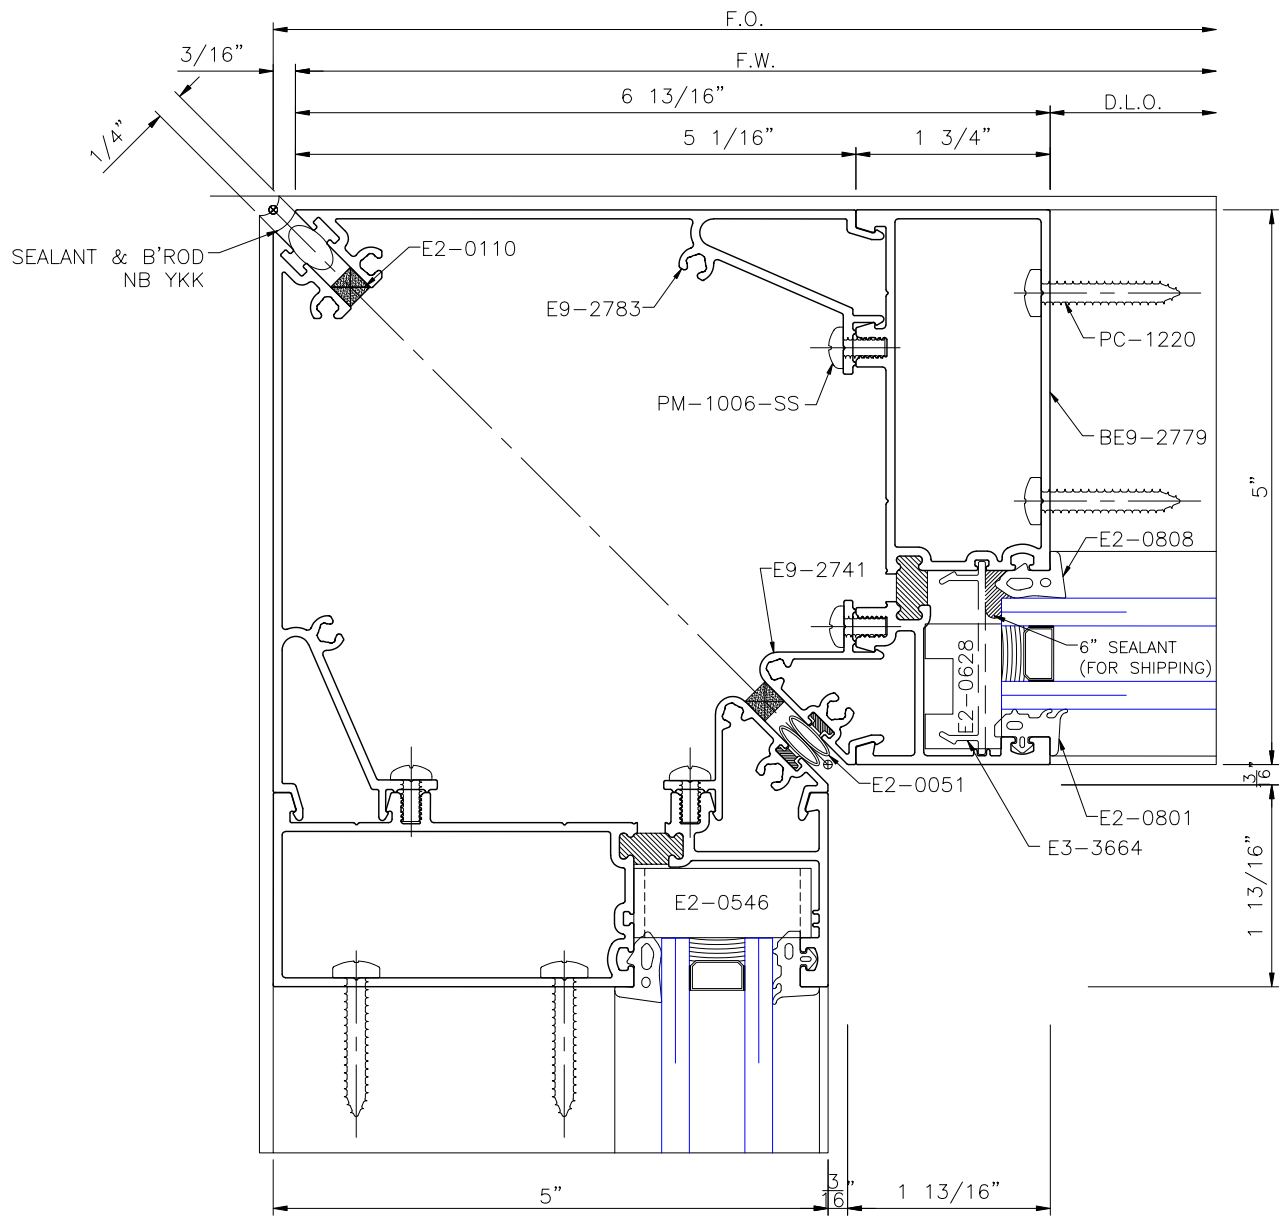 F.O.
3/16”
F.W.
6 13/16”
D.L.O.
1/4”
5 1/16”
1 3/4”
SEALANT & B’ROD
NB YKK
E2-0110
E9-2783
PC-1220
PM-1006-SS
BE9-2779
5”
E2-0808
E9-2741
6” SEALANT
(FOR SHIPPING)
E2-0628
E2-0051
3/16”
E2-0801
E3-3664
1 13/16”
E2-0546
5”
3/16”
1 13/16”